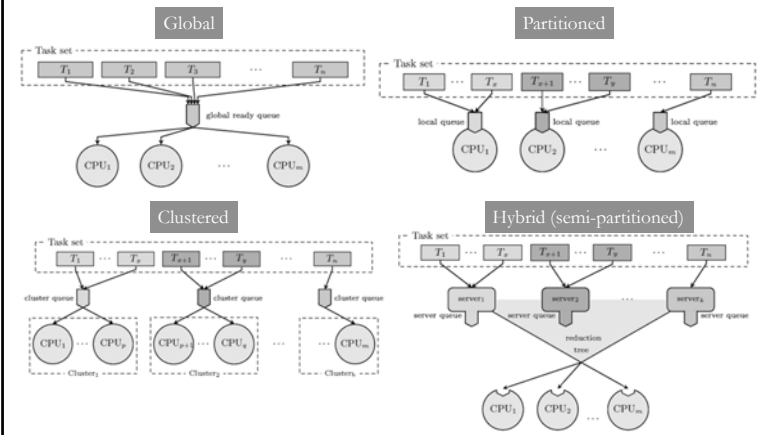 Global
Task set
T1 T2 T3 ... Tn
global ready queue
CPU1 CPU2 ... CPUm
Partitioned
Task set
T1 ... Tx Tx+1 ... Ty ... Tn
local queue local queue local queue
CPU1 CPU2 ... CPUm
Clustered
Task set
T1 ... Tx Tx+1 ... Ty ... Tn
cluster queue cluster queue cluster queue
CPU1 ... CPUp CPUp+1 ... CPUq ... ... CPUm
Cluster1 Cluster2 Clusterk
Hybrid (semi-partitioned)
Task set
T1 ... Tx Tx+1 ... Ty ... Tn
server1 server2 ... serverk
server queue server queue server queue
reduction
tree
CPU1 CPU2 ... CPUm